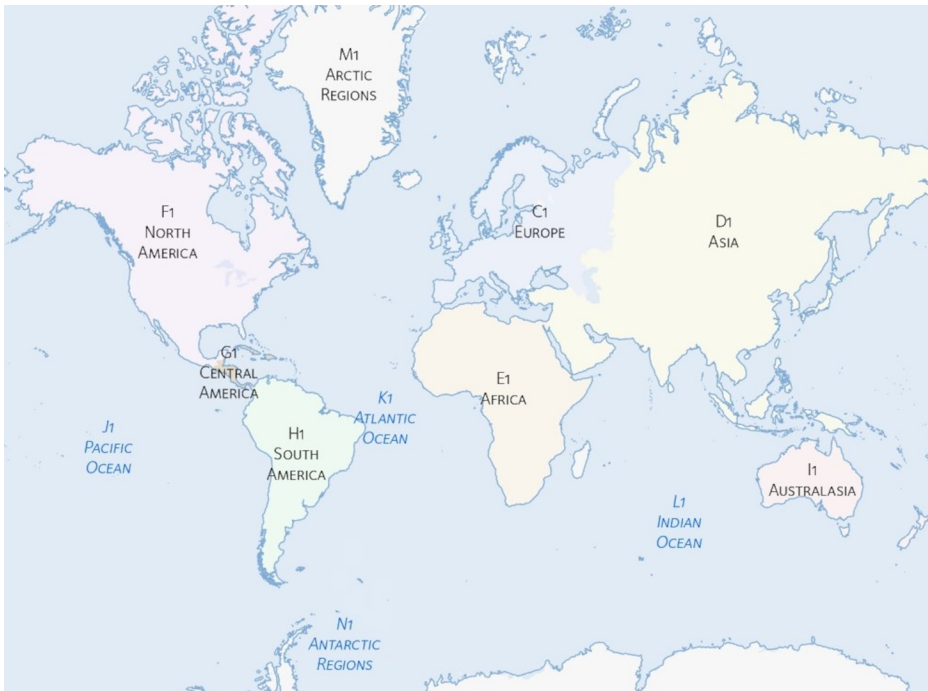 M1
Arctic
Regions
F1
North
America
C1
Europe
D1
Asia
G1
Central
America
E1
Africa
K1
Atlantic
Ocean
J1
Pacific
Ocean
H1
South
America
I1
Australasia
L1
Indian
Ocean
N1
Antarctic
Regions